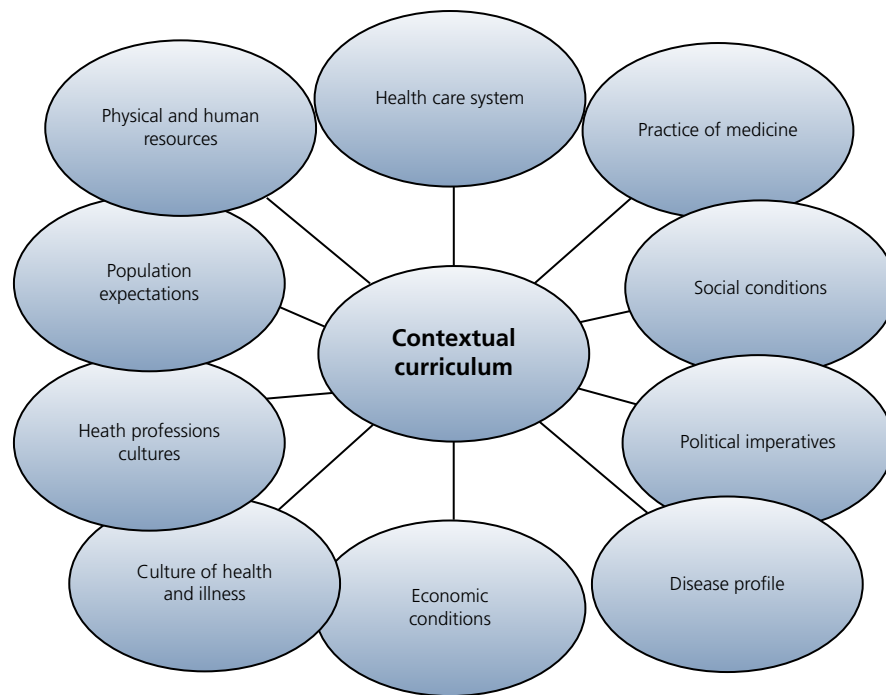 Health care system
Physical and human
resources
Practice of medicine
Population
expectations
Social conditions
Contextual
curriculum
Heath professions
cultures
Political imperatives
Culture of health
and illness
Economic
conditions
Disease profile